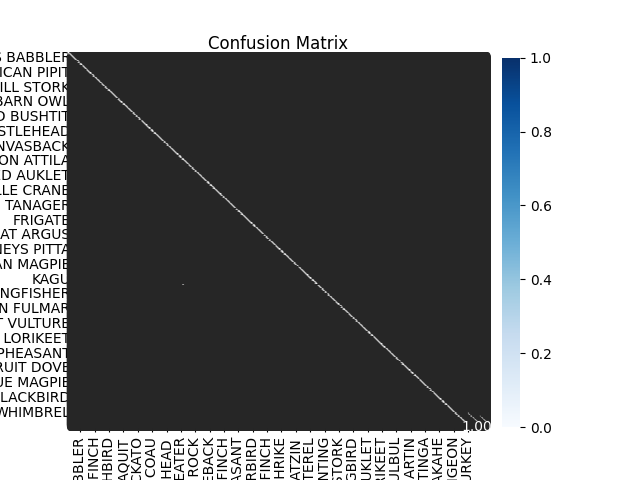 Confusion Matrix
S BABBLER
ICAN PIPIT
ILL STORK
BARN OWL
D BUSHTIT
STLEHEAD
NVASBACK
ON ATTILA
D AUKLET
LLE CRANE
TANAGER
FRIGATE
AT ARGUS
NEYS PITTA
AN MAGPIE
KAGU
NGFISHER
N FULMAR
T VULTURE
LORIKEET
PHEASANT
RUIT DOVE
UE MAGPIE
LACKBIRD
WHIMBREL
1.00
1.0
0.8
0.6
0.4
0.2
0.0
BBLER
FINCH
HBIRD
AQUIT
CKATO
COAU
HEAD
EATER
ROCK
EBACK
FINCH
ASANT
RBIRD
FINCH
HRIKE
ATZIN
TEREL
NTING
STORK
GBIRD
UKLET
RIKEET
ULBUL
ARTIN
TINGA
AKAHE
IGEON
URKEY